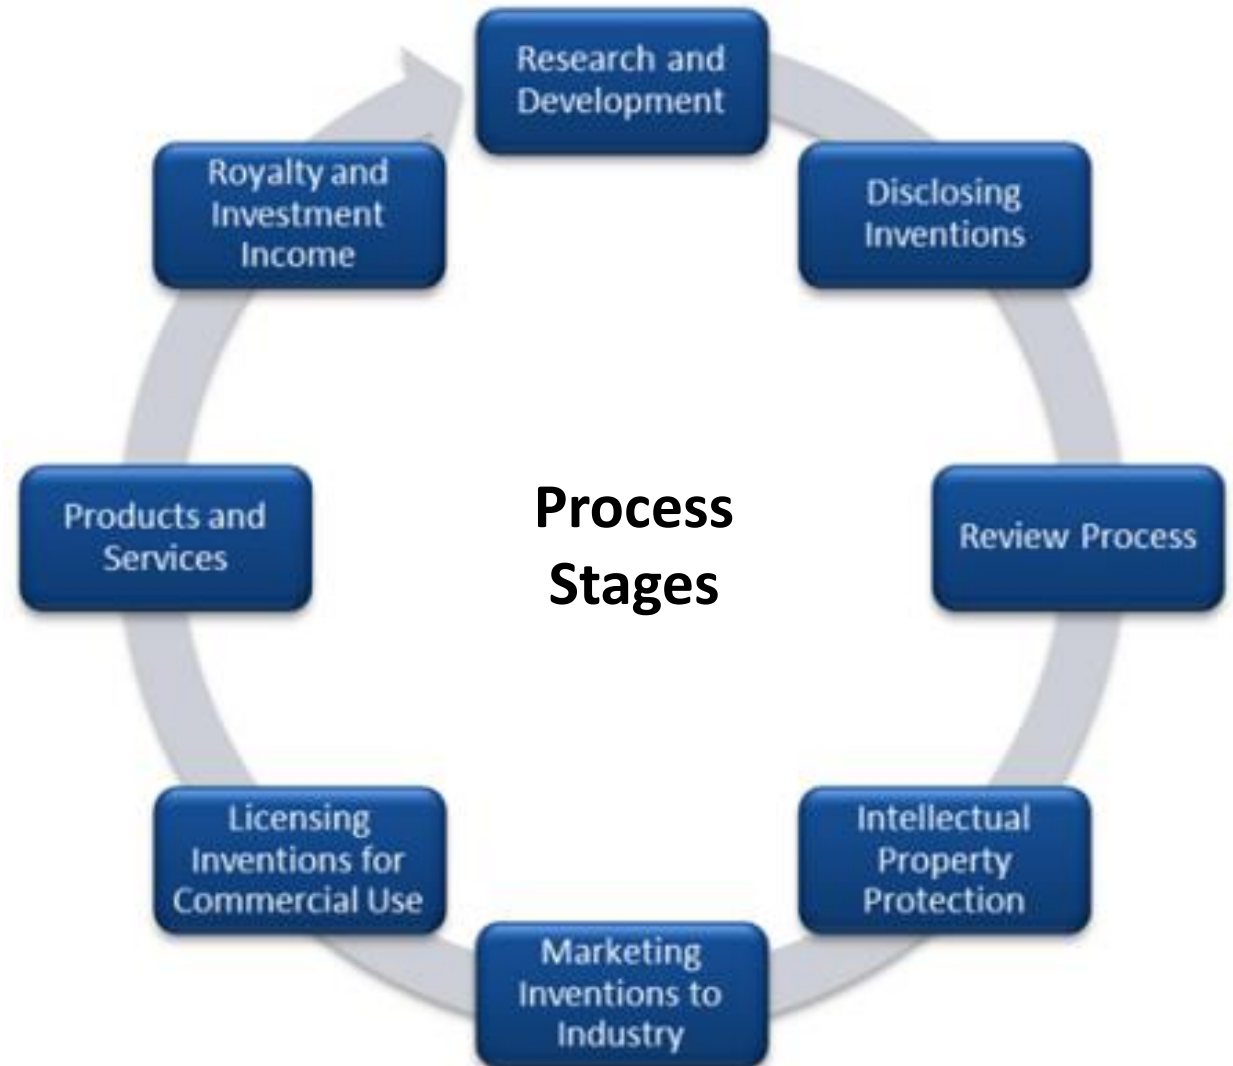 Research and
Development
Disclosing
Inventions
Review Process
Intellectual
Property
Protection
Marketing
Inventions to
Industry
Licensing
Inventions for
Commercial Use
Products and
Services
Royalty and
Investment
Income
Process
Stages